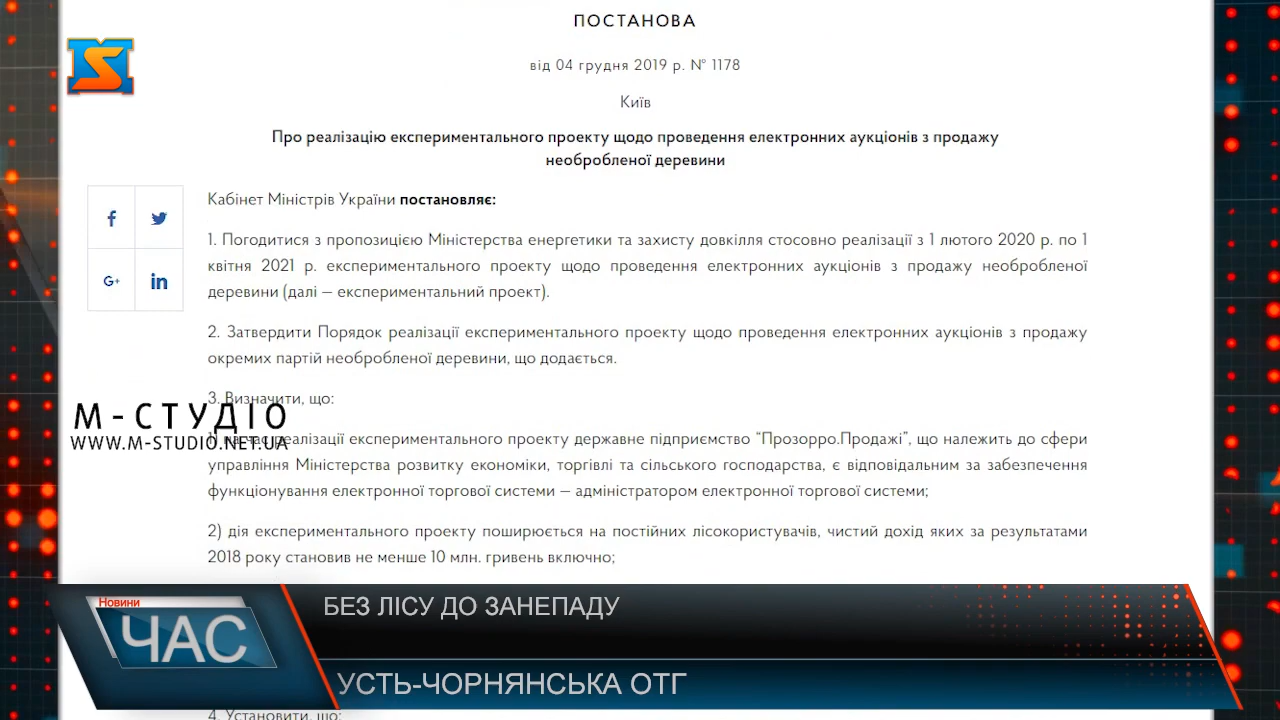 ПОСТАНОВА
від 04 грудня 2019 р. № 1178
Київ
Про реалізацію експериментального проекту щодо проведення електронних аукціонів з продажу
необробленої деревини
Кабінет Міністрів України постановляє:
1. Погодитися з пропозицією Міністерства енергетики та захисту довкілля стосовно реалізації з 1 лютого 2020 р. по 1
квітня 2021 р. експериментального проекту щодо проведення електронних аукціонів з продажу необробленої
деревини (далі — експериментальний проект).
2. Затвердити Порядок реалізації експериментального проекту щодо проведення електронних аукціонів з продажу
окремих партій необробленої деревини, що додається.
3. Визначити, що:
М-СТУДІО
WWW.M-STUDIO.NET.UA
1) на час реалізації експериментального проекту державне підприємство “Прозорро.Продажі”, що належить до сфери
управління Міністерства розвитку економіки, торгівлі та сільського господарства, є відповідальним за забезпечення
функціонування електронної торгової системи — адміністратором електронної торгової системи;
2) дія експериментального проекту поширюється на постійних лісокористувачів, чистий дохід яких за результатами
2018 року становив не менше 10 млн. гривень включно;
Новини
ЧАС
БЕЗ ЛІСУ ДО ЗАНЕПАДУ
УСТЬ-ЧОРНЯНСЬКА ОТГ
4. Установити, що: